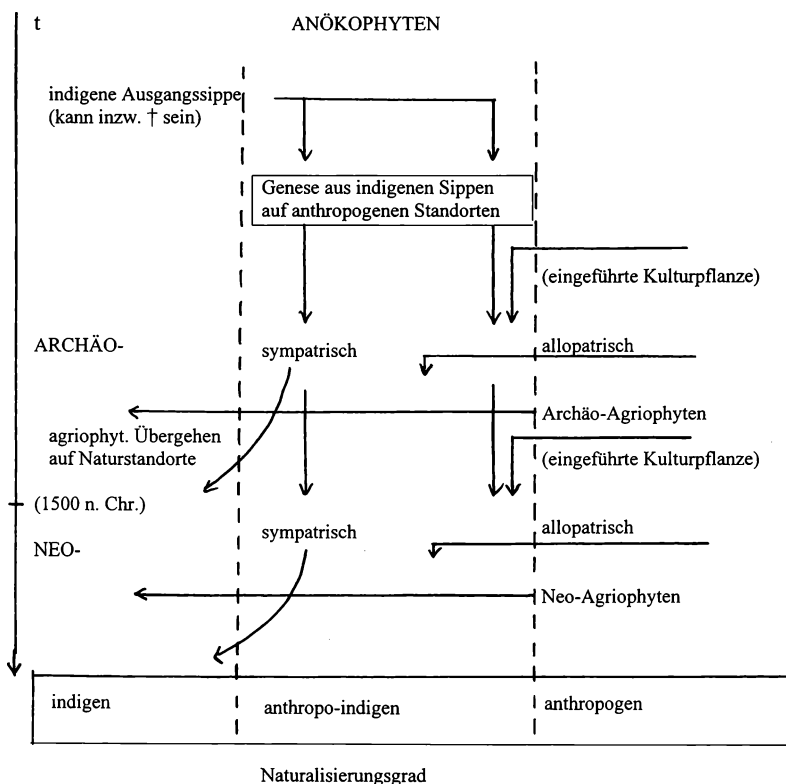 t
ANÖKOPHYTEN
indigene Ausgangssippe
(kann inzw. † sein)
Genese aus indigenen Sippen
auf anthropogenen Standorten
(eingeführte Kulturpflanze)
ARCHÄO-
sympatrisch
allopatrisch
Archäo-Agriophyten
agriophyt. Übergehen
auf Naturstandorte
(eingeführte Kulturpflanze)
(1500 n. Chr.)
NEO-
sympatrisch
allopatrisch
Neo-Agriophyten
indigen
anthropo-indigen
anthropogen
Naturalisierungsgrad